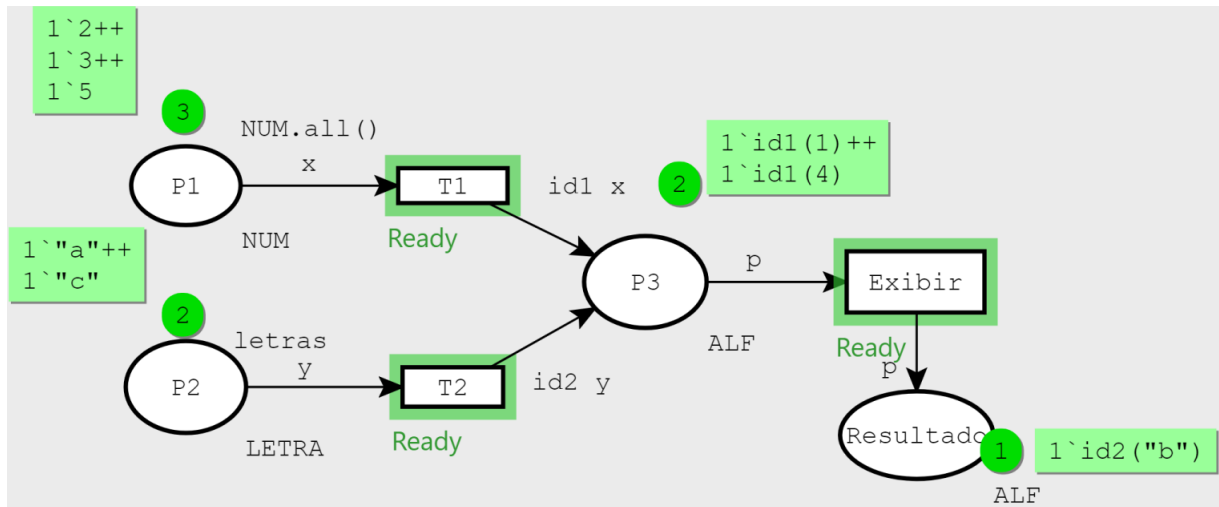 1`2++
1`3++
1`5
3
NUM.all()
x
P1
T1
id1 x
2
1`id1(1)++
1`id1(4)
NUM
Ready
1`"a"++
1`"c"
P3
p
Exibir
2
letras
y
ALF
Ready
P2
T2
id2 y
p
LETRA
Ready
Resultado
1
1`id2("b")
ALF